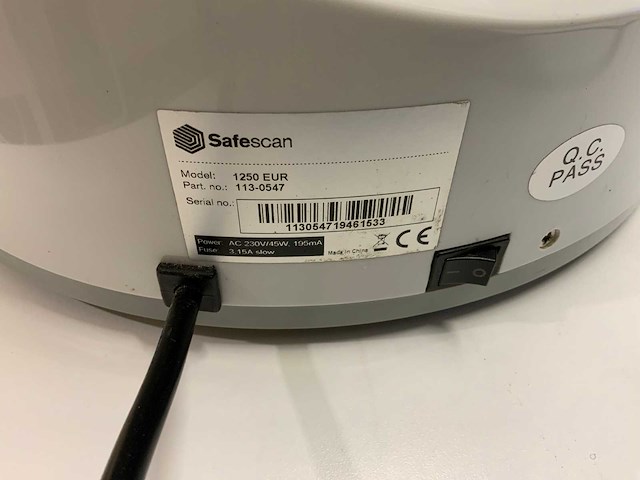 Safescan
Model: 1250 EUR
Part. no.: 113-0547
Serial no.:
113054719461533
Power AC 230V/45W, 195mA
Fuse 3,15A slow
Made in China CE
Q.C.
PASS
I O